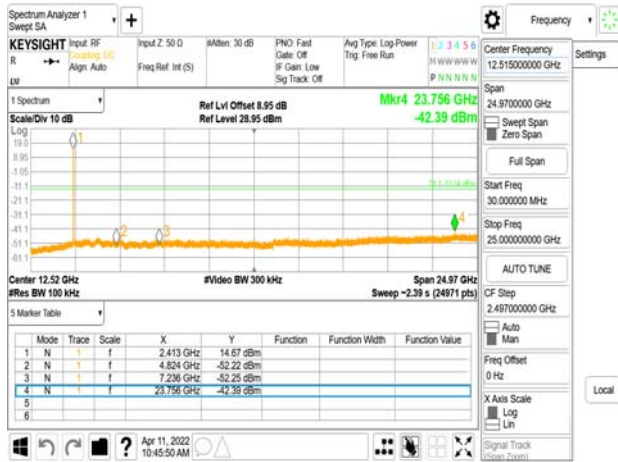 Spectrum Analyzer 1
Swept SA
+
Frequency
KEYSIGHT
R
LXI
Input: RF
Coupling: DC
Align: Auto
Input Z: 50 Ω
Freq Ref: Int (S)
#Atten: 30 dB
PNO: Fast
Gate: Off
IF Gain: Low
Sig Track: Off
Avg Type: Log-Power
Trig: Free Run
1 2 3 4 5 6
M W W W W W
P N N N N N
Center Frequency
12.515000000 GHz
Settings
1 Spectrum
Scale/Div 10 dB
Ref Lvl Offset 8.95 dB
Ref Level 28.95 dBm
Mkr4 23.756 GHz
-42.39 dBm
Span
24.9700000 GHz
Swept Span
Zero Span
Full Span
Start Freq
30.000000 MHz
Stop Freq
25.000000000 GHz
AUTO TUNE
CF Step
2.497000000 GHz
Auto
Man
Freq Offset
0 Hz
X Axis Scale
Log
Lin
Signal Track
(Span Zoom)
Local
Log
19.0
8.95
-1.05
-11.1
-21.1
-31.1
-41.1
-51.1
-61.1
1
2
3
4
Center 12.52 GHz
#Res BW 100 kHz
#Video BW 300 kHz
Span 24.97 GHz
Sweep ~2.39 s (24971 pts)
5 Marker Table
Mode Trace Scale X Y Function Function Width Function Value
1 N 1 f 2.413 GHz 14.67 dBm
2 N 1 f 4.824 GHz -52.22 dBm
3 N 1 f 7.236 GHz -52.25 dBm
4 N 1 f 23.756 GHz -42.39 dBm
5
6
?
Apr 11, 2022
10:45:50 AM